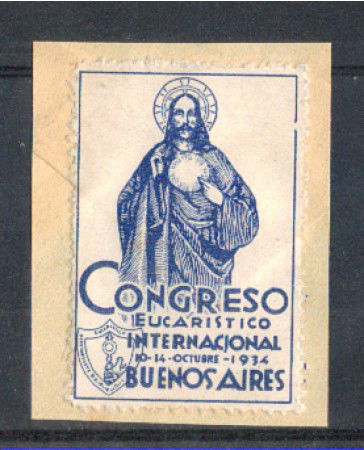 CONGRESO
EUCARISTICO
INTERNACIONAL
10-14-OCTUBRE-1934
BUENOS AIRES